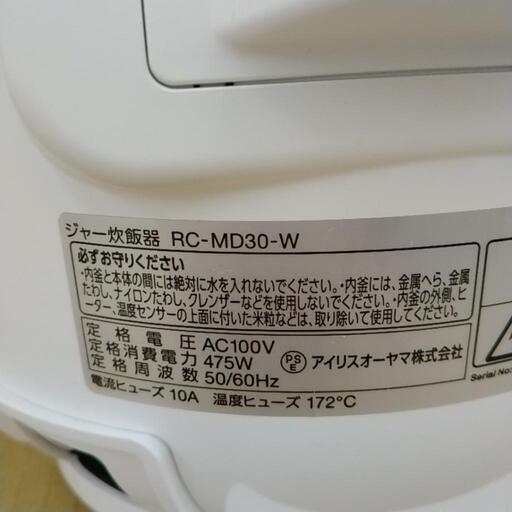 ジャー炊飯器 RC-MD30-W
必ずお守りください
・内釜と本体の間には絶対に水を入れないでください。・内釜には、金属へら、金属
たわし、ナイロンたわし、クレンザーなどを使用しないでください。・内釜の外側、ヒ
ーター、温度センサーの上面に付いた米粒などは、取り除いて使用してください。
定格電圧 AC100V
定格消費電力 475W
定格周波数 50/60Hz
PSE アイリスオーヤマ株式会社
電流ヒューズ 10A 温度ヒューズ 172℃
Serial No.